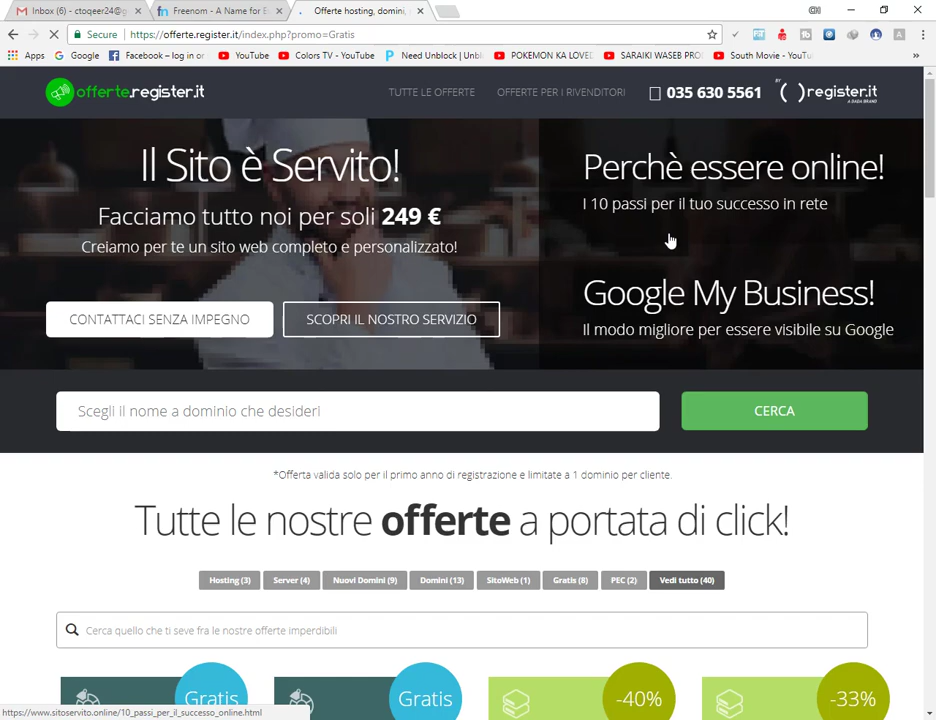 Inbox (9) - ctoqeer24@g
Freenom - A Name for E
Offerte hosting, domini,
Secure
https://offerte.register.it/index.php?promo=Gratis
Apps
Google
Facebook – log in or
YouTube
Colors TV - YouTube
Need Unblock | Unbl
POKEMON KA LOVE
SARAIKI WASEB PRO
South Movie - YouTu
»
offerte.register.it
TUTTE LE OFFERTE
OFFERTE PER I RIVENDITORI
035 630 5561
BY
register.it
A DADA BRAND
Il Sito è Servito!
Facciamo tutto noi per soli 249 €
Creiamo per te un sito web completo e personalizzato!
CONTATTACI SENZA IMPEGNO
SCOPRI IL NOSTRO SERVIZIO
Perchè essere online!
I 10 passi per il tuo successo in rete
Google My Business!
Il modo migliore per essere visibile su Google
Scegli il nome a dominio che desideri
CERCA
*Offerta valida solo per il primo anno di registrazione e limitate a 1 dominio per cliente.
Tutte le nostre offerte a portata di click!
Hosting (3)
Server (4)
Nuovi Domini (9)
Domini (13)
SitoWeb (1)
Gratis (8)
PEC (2)
Vedi tutto (40)
Cerca quello che ti seve fra le nostre offerte imperdibili
Gratis
Gratis
-40%
-33%
https://www.sitoservito.online/10_passi_per_il_successo_online.html